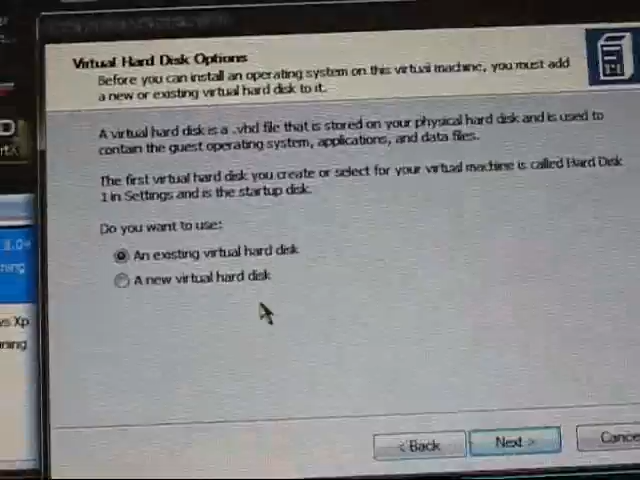 Virtual Hard Disk Options
Before you can install an operating system on this virtual machine, you must add
a new or existing virtual hard disk to it.
A virtual hard disk is a .vhd file that is stored on your physical hard disk and is used to
contain the guest operating system, applications, and data files.
The first virtual hard disk you create or select for your virtual machine is called Hard Disk
1 in Settings and is the startup disk.
Do you want to use:
An existing virtual hard disk
A new virtual hard disk
Xp
< Back
Next >
Cance